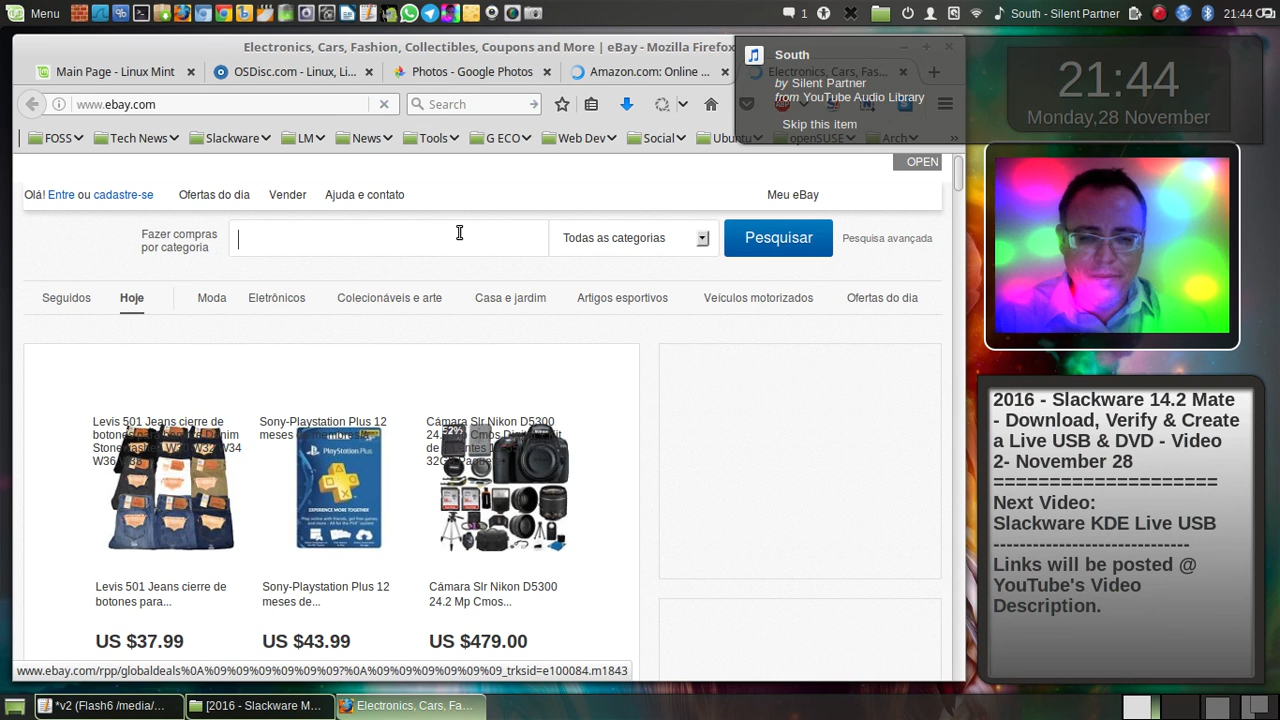 Menu
1
South - Silent Partner
21:44
Electronics, Cars, Fashion, Collectibles, Coupons and More | eBay - Mozilla Firefox
Main Page - Linux Mint
OSDisc.com - Linux, Li...
Photos - Google Photos
Amazon.com: Online ...
Electronics, Cars, Fas...
South
by Silent Partner
from YouTube Audio Library
Skip this item
www.ebay.com
Search
FOSS
Tech News
Slackware
LM
News
Tools
G ECO
Web Dev
Social
Ubuntu
openSUSE
Arch
OPEN
Olá! Entre ou cadastre-se
Ofertas do dia
Vender
Ajuda e contato
Meu eBay
Fazer compras
por categoria
Todas as categorias
Pesquisar
Pesquisa avançada
Seguidos
Hoje
Moda
Eletrônicos
Colecionáveis e arte
Casa e jardim
Artigos esportivos
Veículos motorizados
Ofertas do dia
Levis 501 Jeans cierre de
Sony-Playstation Plus 12
Cámara Slr Nikon D5300
Levis 501 Jeans cierre de
botones para...
Sony-Playstation Plus 12
meses de...
Cámara Slr Nikon D5300
24.2 Mp Cmos...
US $37.99
US $43.99
US $479.00
www.ebay.com/rpp/globaldeals%0A%09%09%09%09%09?%0A%09%09%09%09%09%09_trksid=e100084.m1843
21:44
Monday,28 November
2016 - Slackware 14.2 Mate
- Download, Verify & Create
a Live USB & DVD - Video
2- November 28
=====================
Next Video:
Slackware KDE Live USB
------------------------------
Links will be posted @
YouTube's Video
Description.
*v2 (Flash6 /media/...
[2016 - Slackware M...
Electronics, Cars, Fa...